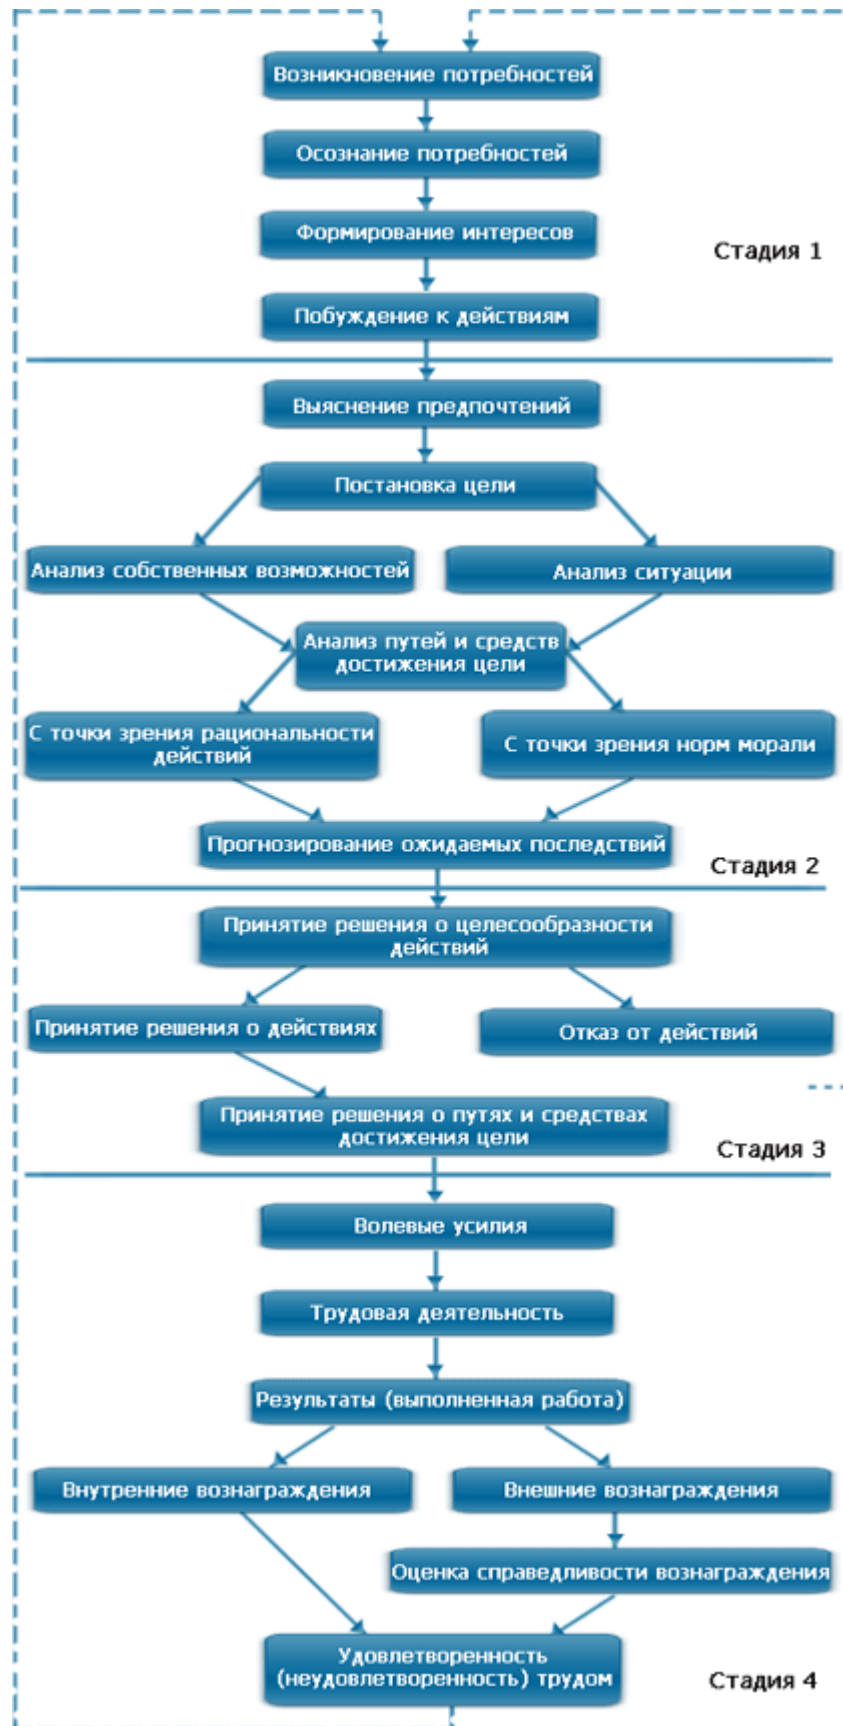 Возникновение потребностей
Осознание потребностей
Формирование интересов
Стадия 1
Побуждение к действиям
Выяснение предпочтений
Постановка цели
Анализ собственных возможностей
Анализ ситуации
Анализ путей и средств
достижения цели
С точки зрения рациональности
действий
С точки зрения норм морали
Прогнозирование ожидаемых последствий
Стадия 2
Принятие решения о целесообразности
действий
Принятие решения о действиях
Отказ от действий
Принятие решения о путях и средствах
достижения цели
Стадия 3
Волевые усилия
Трудовая деятельность
Результаты (выполненная работа)
Внутренние вознаграждения
Внешние вознаграждения
Оценка справедливости вознаграждения
Удовлетворенность
(неудовлетворенность) трудом
Стадия 4